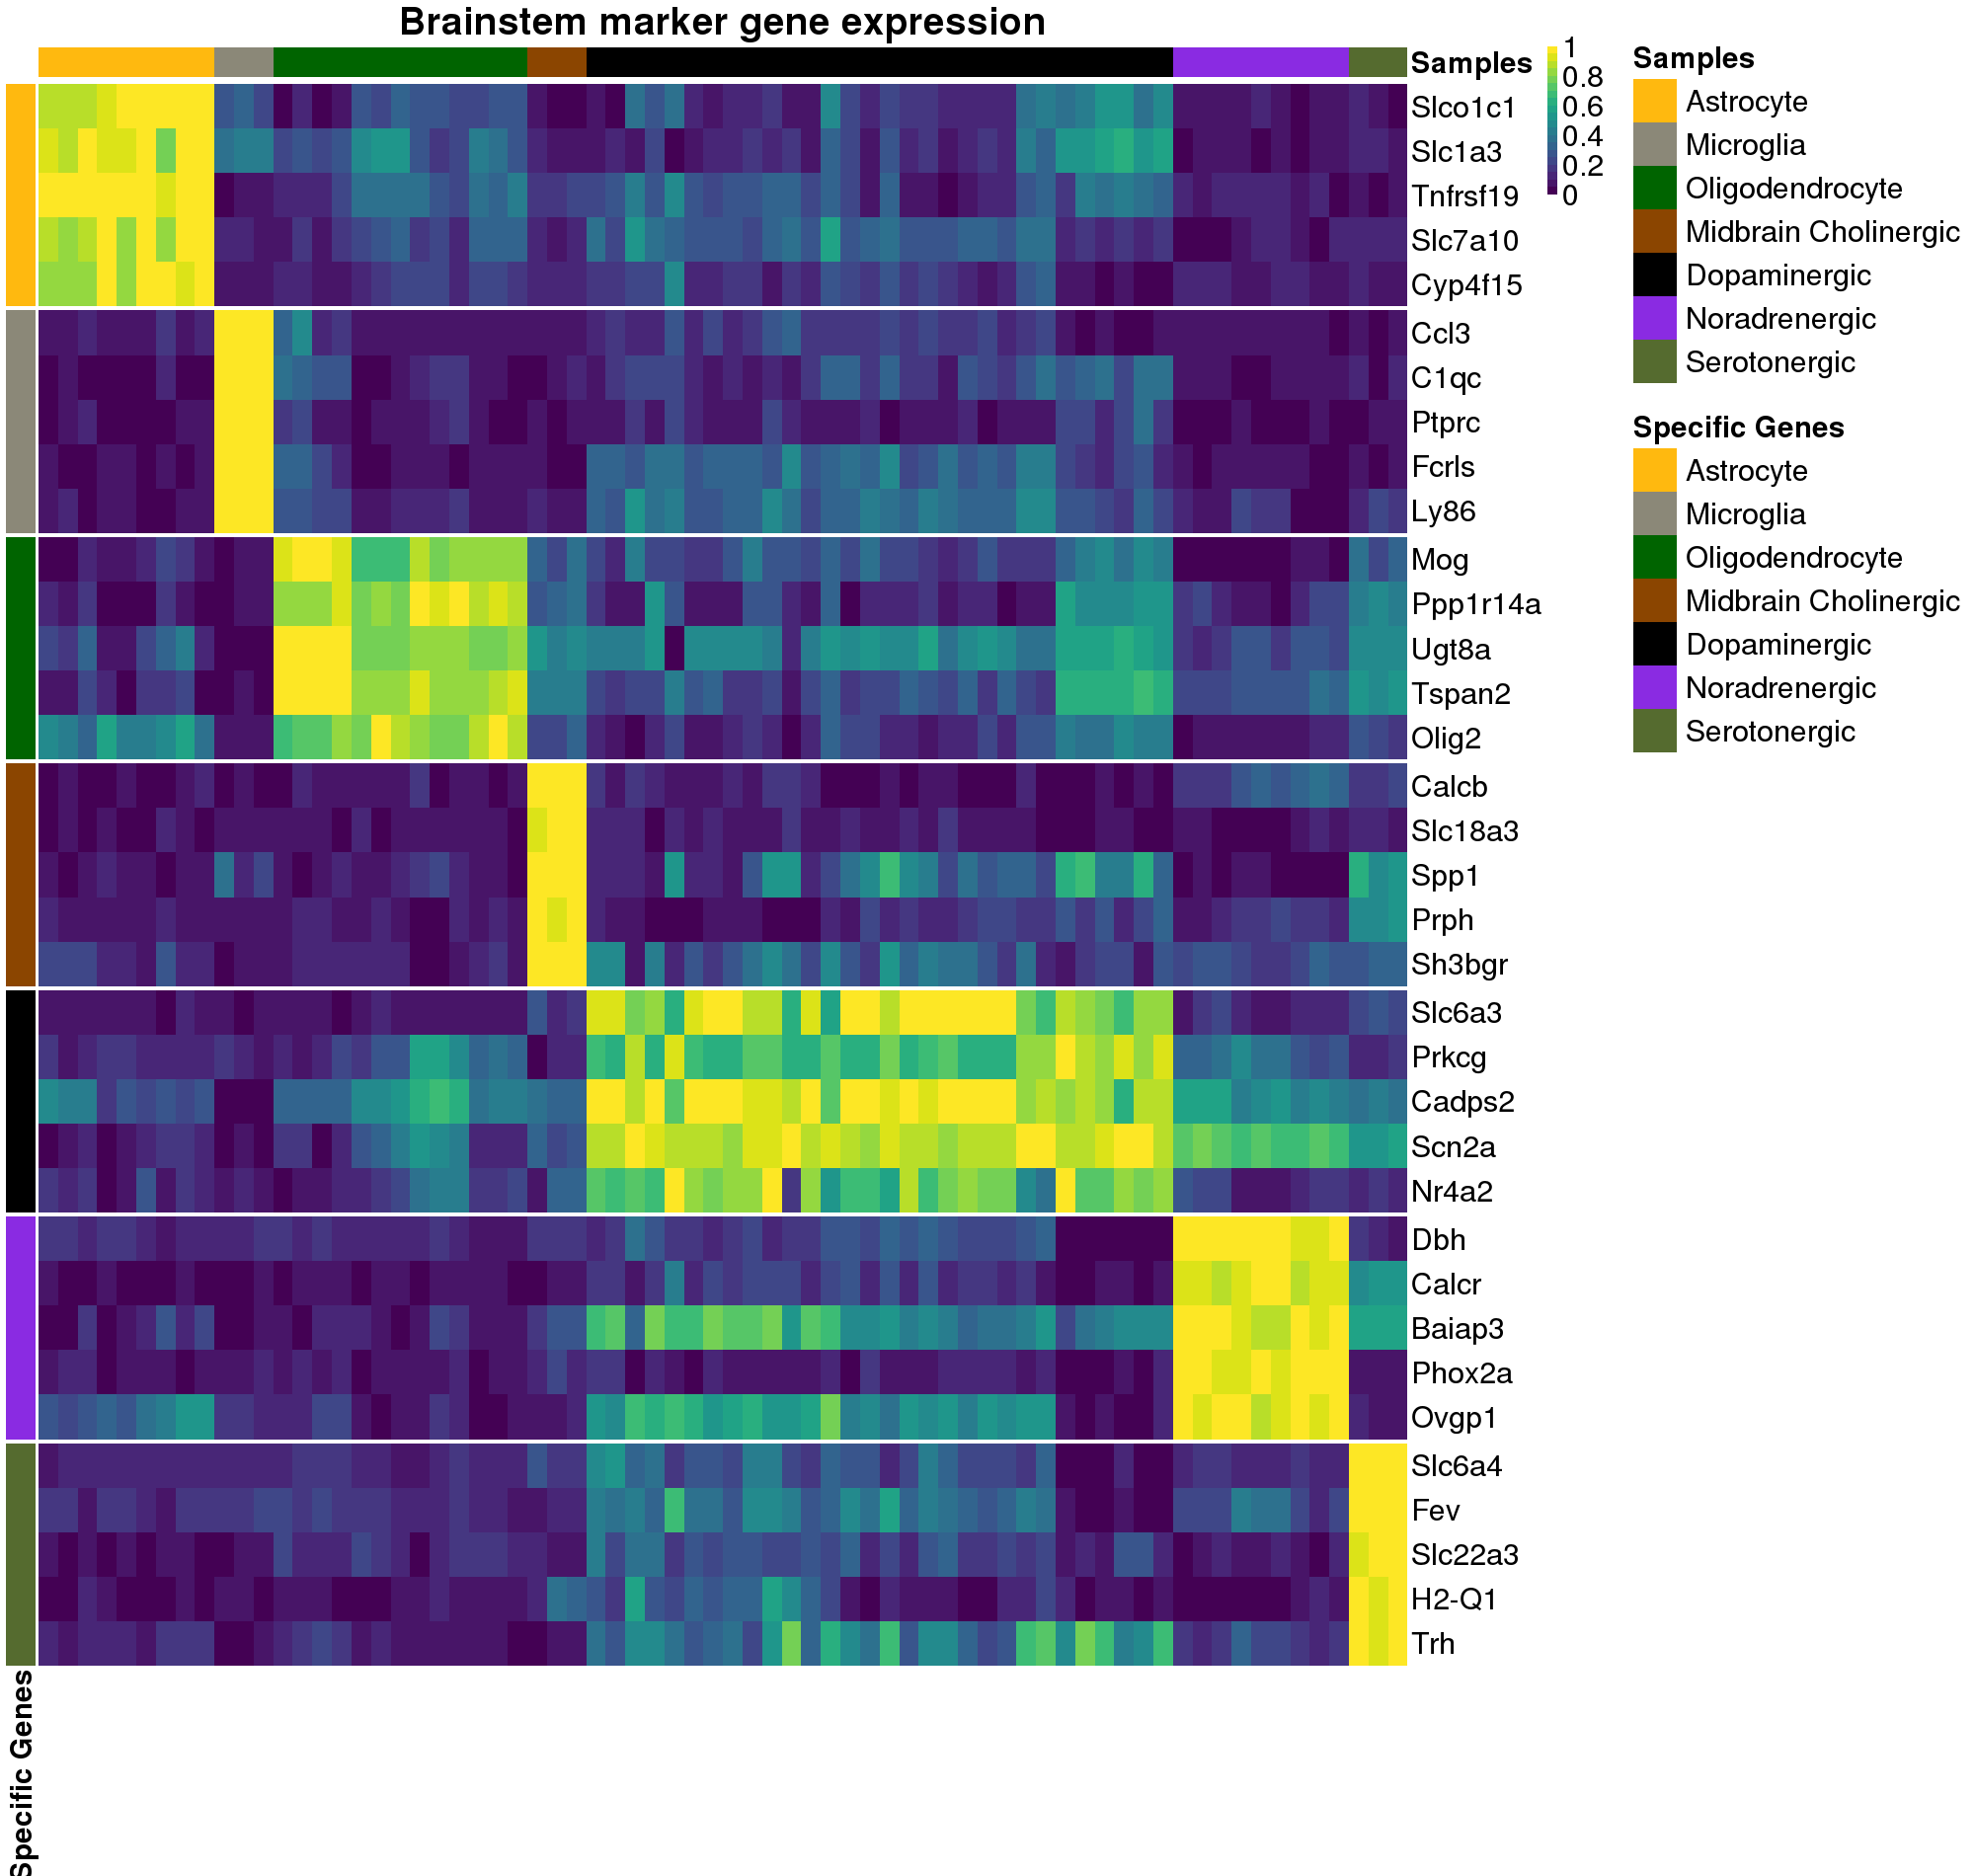 Brainstem marker gene expression
Samples
Slco1c1
Slc1a3
Tnfrsf19
Slc7a10
Cyp4f15
Ccl3
C1qc
Ptprc
Fcrls
Ly86
Mog
Ppp1r14a
Ugt8a
Tspan2
Olig2
Calcb
Slc18a3
Spp1
Prph
Sh3bgr
Slc6a3
Prkcg
Cadps2
Scn2a
Nr4a2
Dbh
Calcr
Baiap3
Phox2a
Ovgp1
Slc6a4
Fev
Slc22a3
H2-Q1
Trh
Specific Genes
1
0.8
0.6
0.4
0.2
0
Samples
Astrocyte
Microglia
Oligodendrocyte
Midbrain Cholinergic
Dopaminergic
Noradrenergic
Serotonergic
Specific Genes
Astrocyte
Microglia
Oligodendrocyte
Midbrain Cholinergic
Dopaminergic
Noradrenergic
Serotonergic